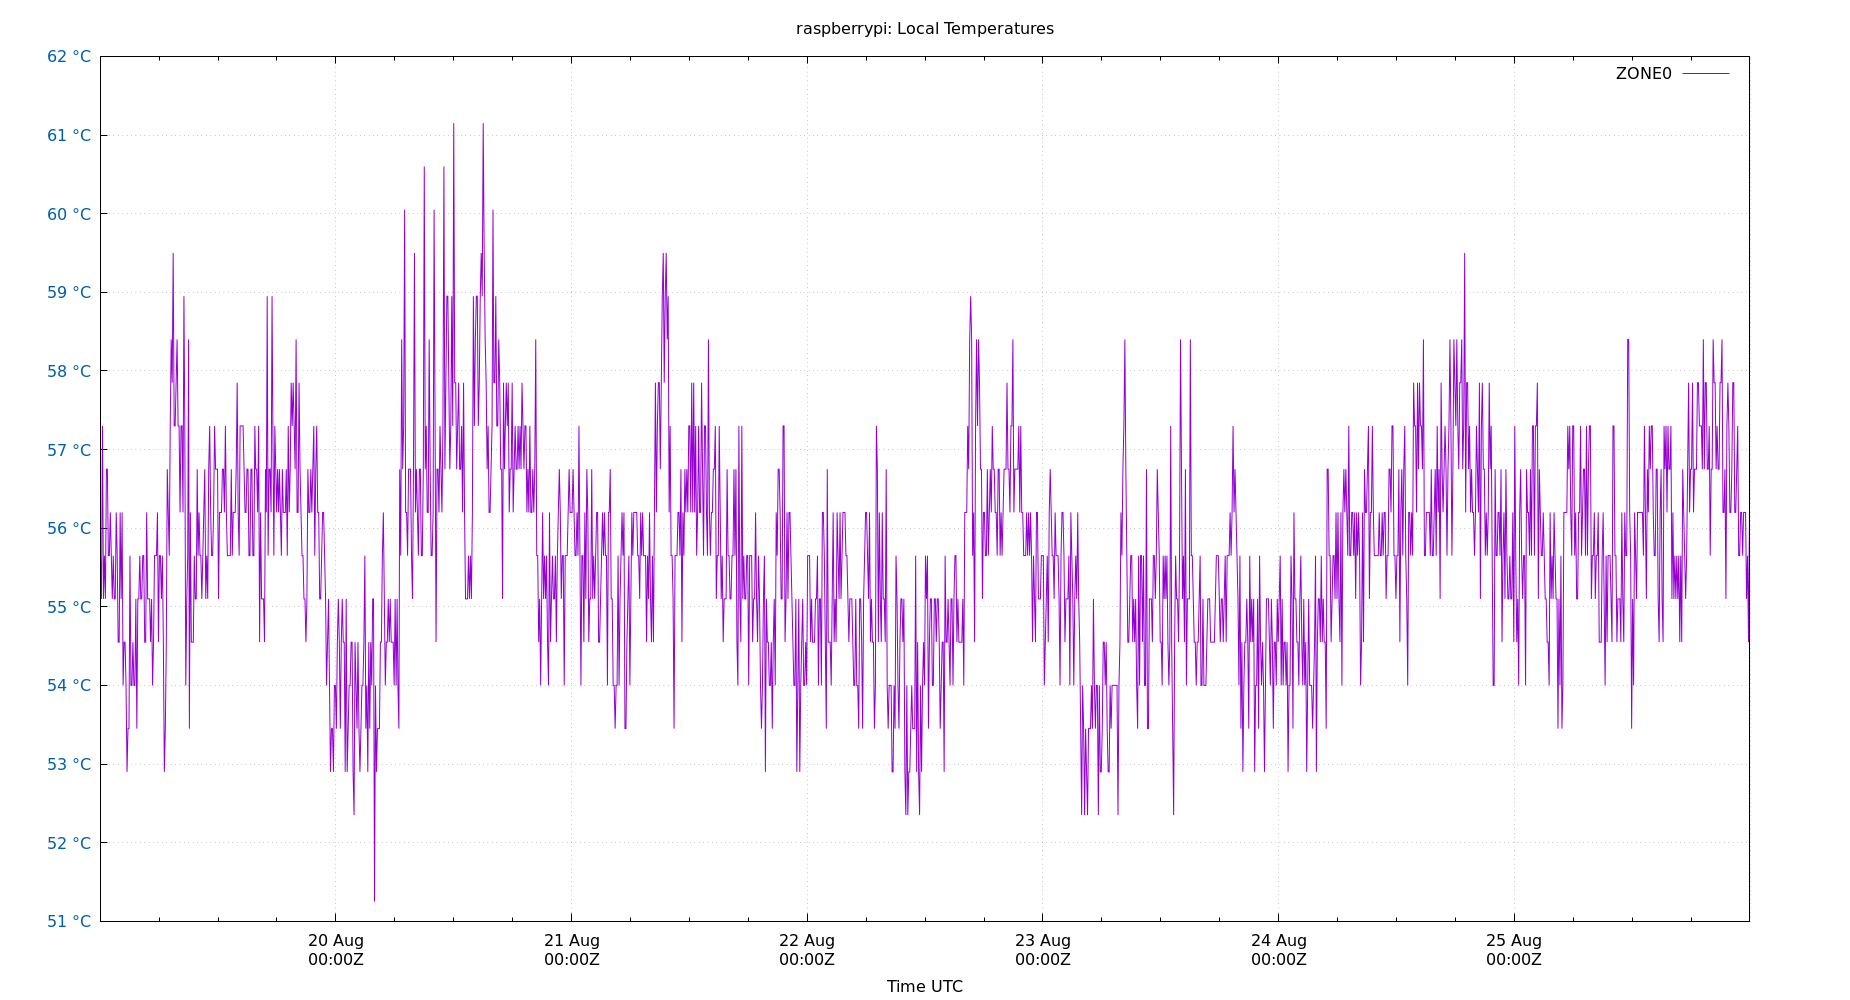 raspberrypi: Local Temperatures
62 °C
ZONE0
61 °C
60 °C
59 °C
58 °C
57 °C
56 °C
55 °C
54 °C
53 °C
52 °C
51 °C
20 Aug
00:00Z
21 Aug
00:00Z
22 Aug
00:00Z
23 Aug
00:00Z
24 Aug
00:00Z
25 Aug
00:00Z
Time UTC